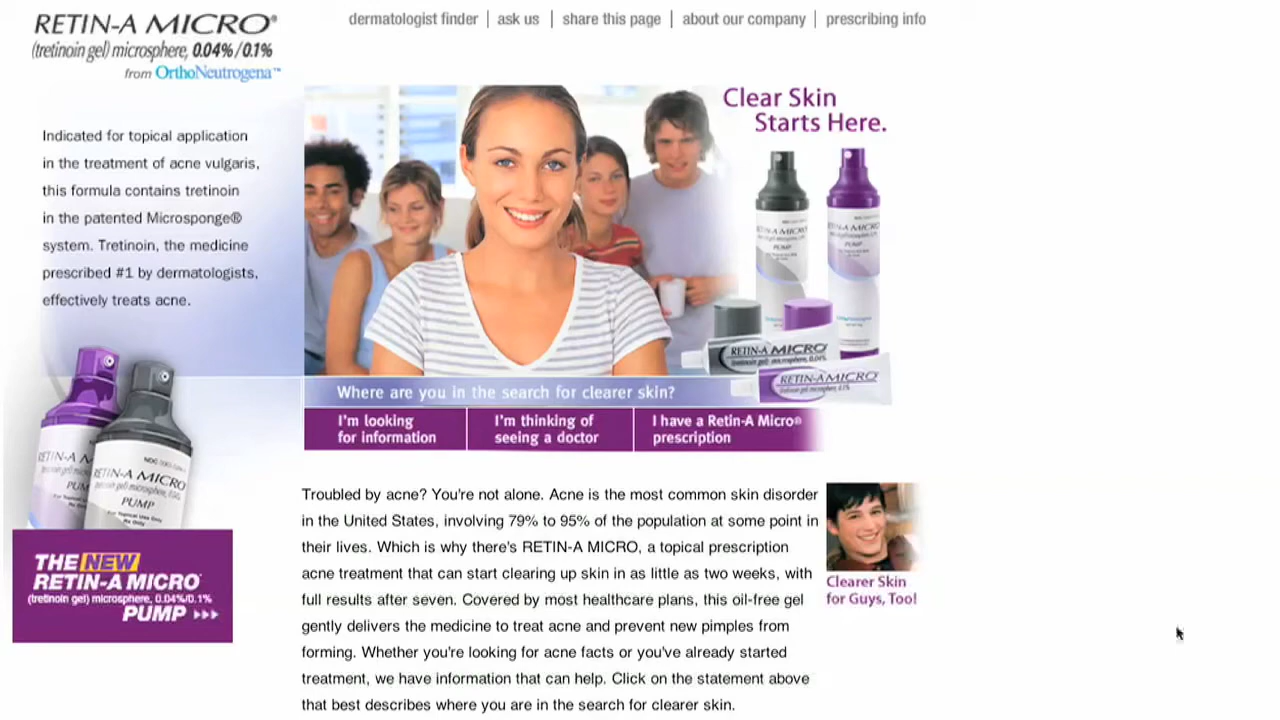 RETIN-A MICRO®
(tretinoin gel) microsphere, 0.04%/0.1%
from OrthoNeutrogena™
dermatologist finder | ask us | share this page | about our company | prescribing info
Indicated for topical application
in the treatment of acne vulgaris,
this formula contains tretinoin
in the patented Microsponge®
system. Tretinoin, the medicine
prescribed #1 by dermatologists,
effectively treats acne.
Clear Skin
Starts Here.
PUMP
PUMP
RETIN-A MICRO
RETIN-A MICRO
Where are you in the search for clearer skin?
I'm looking
for information
I'm thinking of
seeing a doctor
I have a Retin-A Micro®
prescription
RETIN-A M
RETIN-A MICRO
PUMP
THE NEW
RETIN-A MICRO®
(tretinoin gel) microsphere, 0.04%/0.1%
PUMP
Troubled by acne? You're not alone. Acne is the most common skin disorder
in the United States, involving 79% to 95% of the population at some point in
their lives. Which is why there's RETIN-A MICRO, a topical prescription
acne treatment that can start clearing up skin in as little as two weeks, with
full results after seven. Covered by most healthcare plans, this oil-free gel
gently delivers the medicine to treat acne and prevent new pimples from
forming. Whether you're looking for acne facts or you've already started
treatment, we have information that can help. Click on the statement above
that best describes where you are in the search for clearer skin.
Clearer Skin
for Guys, Too!